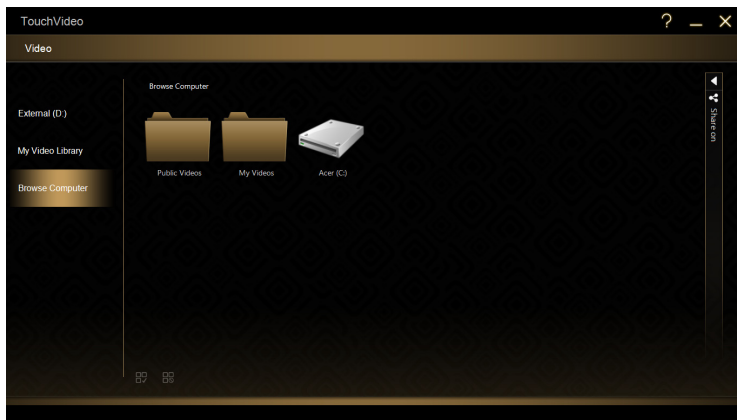 TouchVideo
Video
Browse Computer
External (D:)
My Video Library
Browse Computer
Public Videos
My Videos
Acer (C:)
Share on